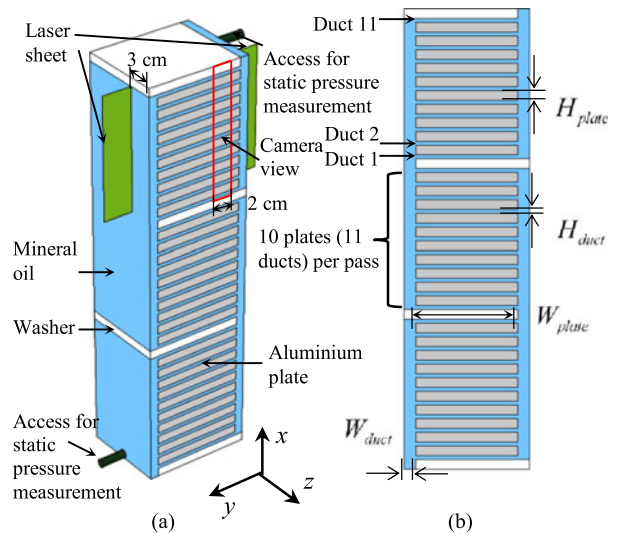 Laser
sheet
3 cm
Access for
static pressure
measurement
Camera
view
2 cm
Mineral
oil
Washer
Aluminium
plate
Access for
static
pressure
measurement
x
y
z
(a)
Duct 11
H_plate
Duct 2
Duct 1
10 plates (11
ducts) per pass
H_duct
W_plate
W_duct
(b)